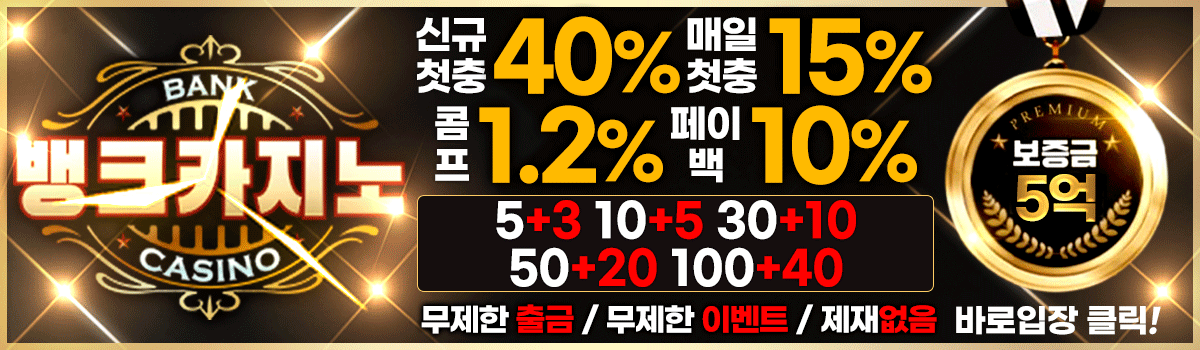 BANK
뱅크카지노
CASINO
신규 첫충 40% 매일 첫충 15%
콤프 1.2% 페이백 10%
5+3 10+5 30+10
50+20 100+40
무제한 출금 / 무제한 이벤트 / 제재없음
PREMIUM
보증금
5억
바로입장 클릭!